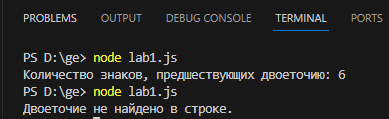 PROBLEMS OUTPUT DEBUG CONSOLE TERMINAL PORTS
PS D:\ge> node lab1.js
Количество знаков, предшествующих двоеточию: 6
PS D:\ge> node lab1.js
Двоеточие не найдено в строке.